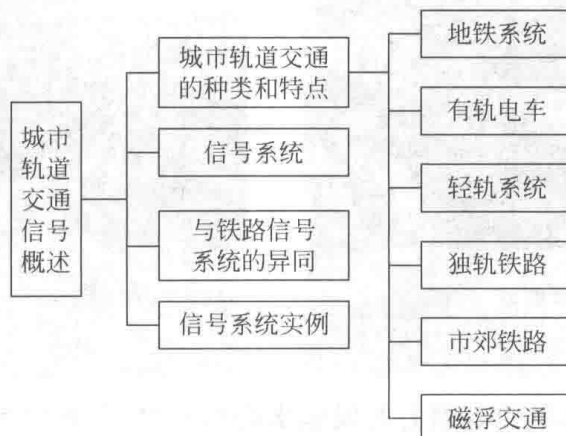 城市
轨道
交通
信号
概述
城市轨道交通
的种类和特点
信号系统
与铁路信号
系统的异同
信号系统实例
地铁系统
有轨电车
轻轨系统
独轨铁路
市郊铁路
磁浮交通